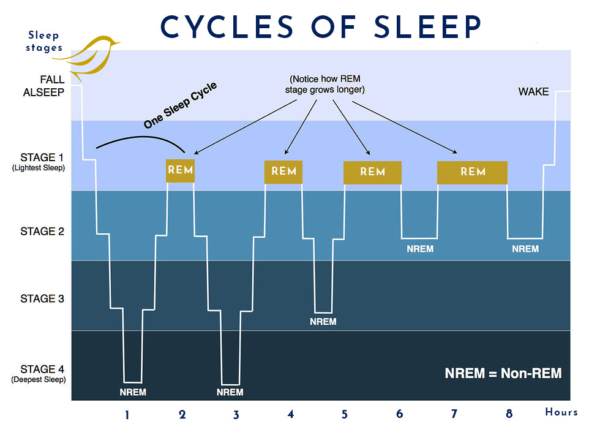 CYCLES OF SLEEP
Sleep
stages
FALL
ALSEEP
(Notice how REM
stage grows longer)
WAKE
One Sleep Cycle
STAGE 1
(Lightest Sleep)
REM
REM
REM
REM
STAGE 2
NREM
NREM
STAGE 3
NREM
STAGE 4
(Deepest Sleep)
NREM = Non-REM
NREM
NREM
1 2 3 4 5 6 7 8 Hours